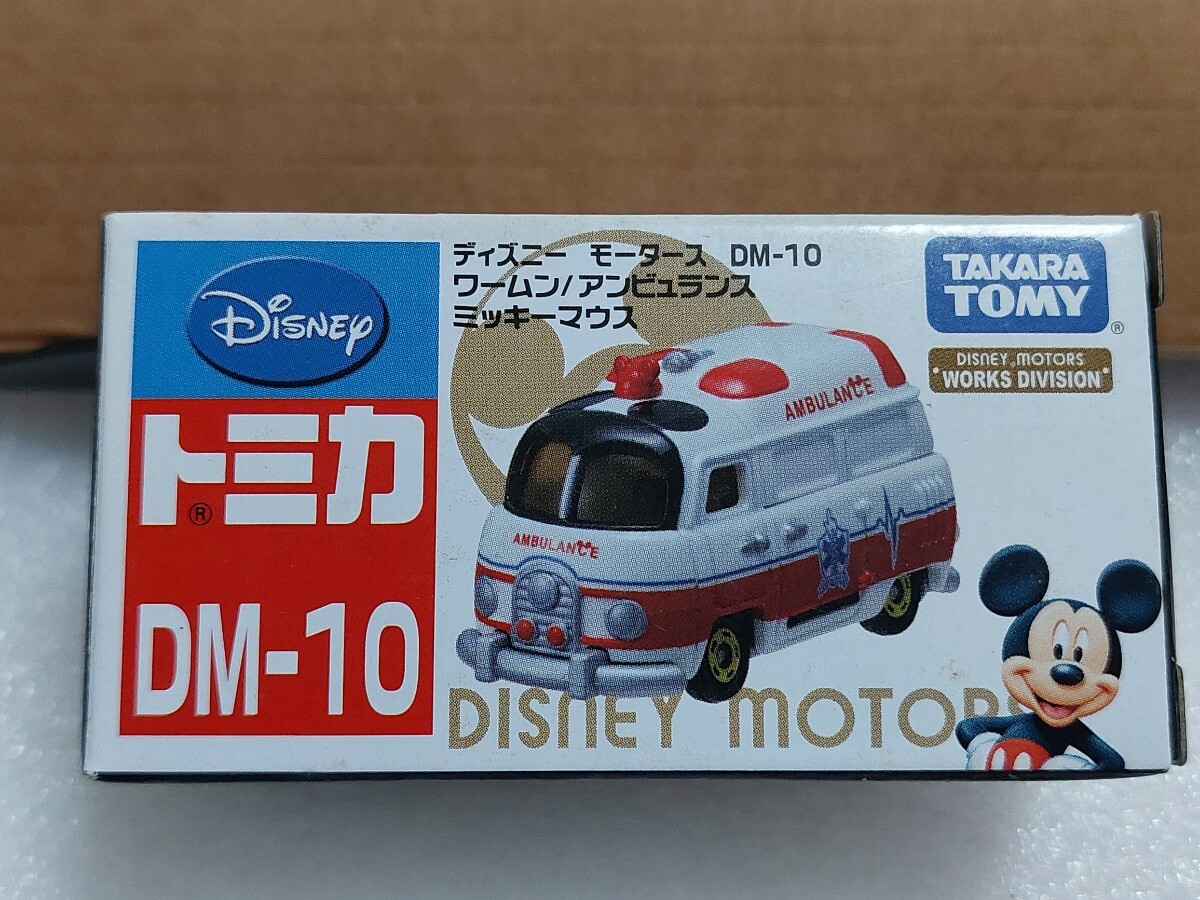 DISNEY
トミカ
®
DM-10
ディズニー モータース DM-10
ワームン/アンビュランス
ミッキーマウス
TAKARA
TOMY
®
DISNEY MOTORS
"WORKS DIVISION"
AMBULANCE
AMBULANCE
DISNEY MOTORS